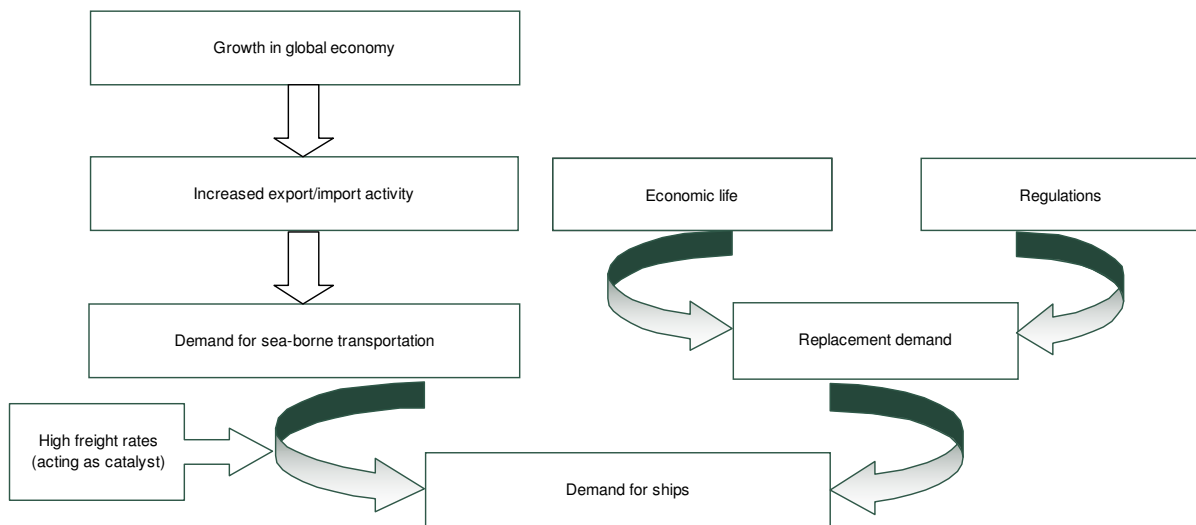 Growth in global economy
Increased export/import activity
Economic life
Regulations
Demand for sea-borne transportation
Replacement demand
High freight rates
(acting as catalyst)
Demand for ships